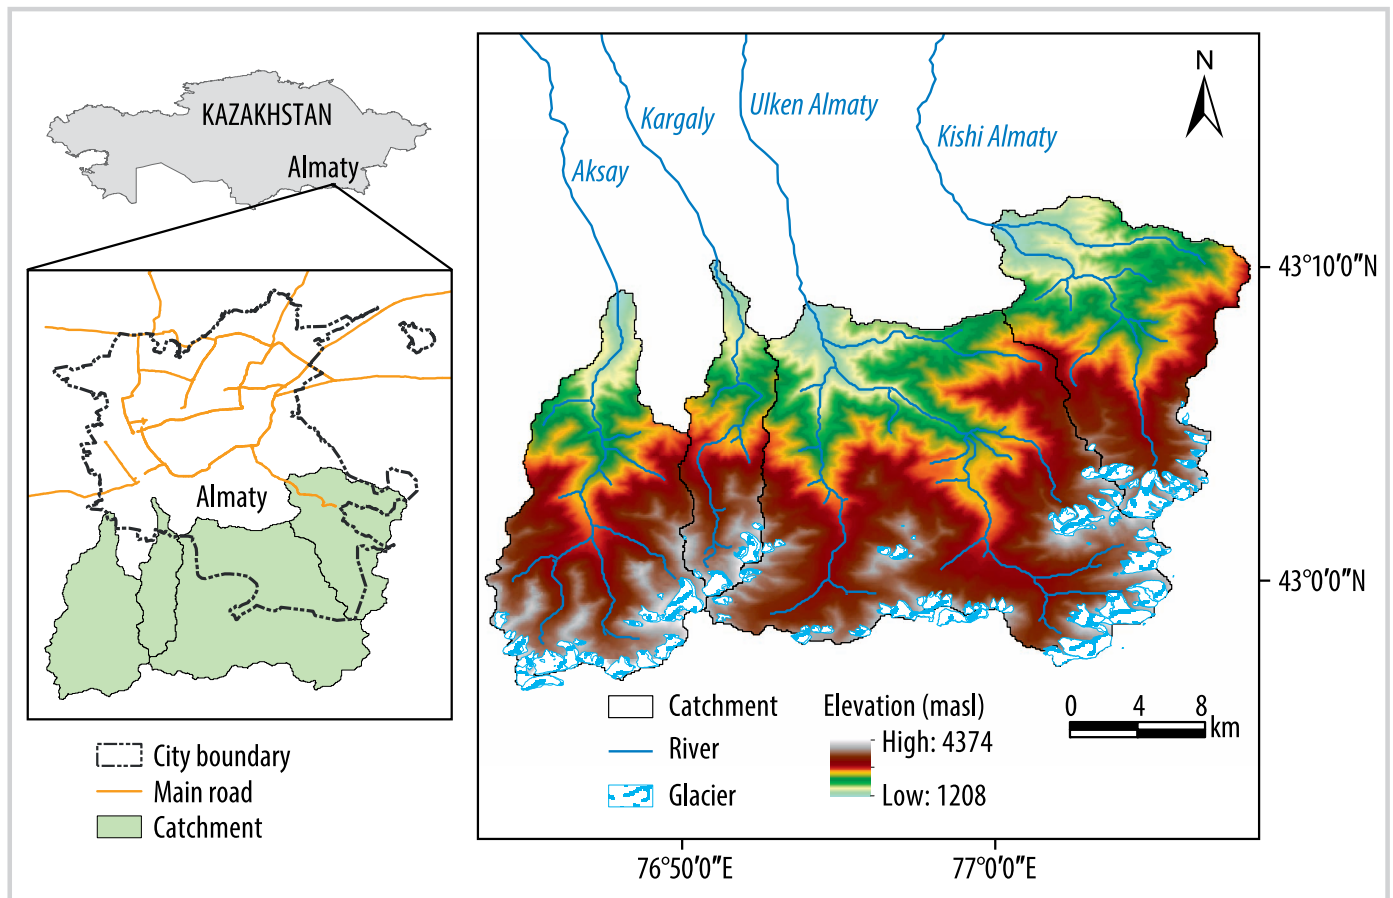 KAZAKHSTAN
Almaty
Almaty
City boundary
Main road
Catchment
Aksay
Kargaly
Ulken Almaty
Kishi Almaty
N
43°10′0″N
43°0′0″N
Catchment
River
Glacier
Elevation (masl)
High: 4374
Low: 1208
0 4 8
km
76°50′0″E
77°0′0″E